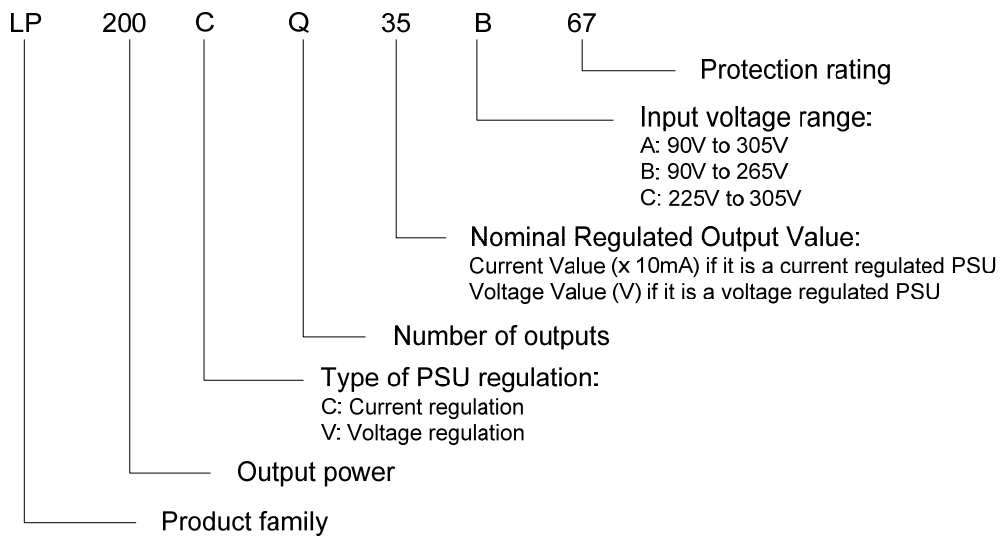 LP 200 C Q 35 B 67
Protection rating
Input voltage range:
A: 90V to 305V
B: 90V to 265V
C: 225V to 305V
Nominal Regulated Output Value:
Current Value (x 10mA) if it is a current regulated PSU
Voltage Value (V) if it is a voltage regulated PSU
Number of outputs
Type of PSU regulation:
C: Current regulation
V: Voltage regulation
Output power
Product family